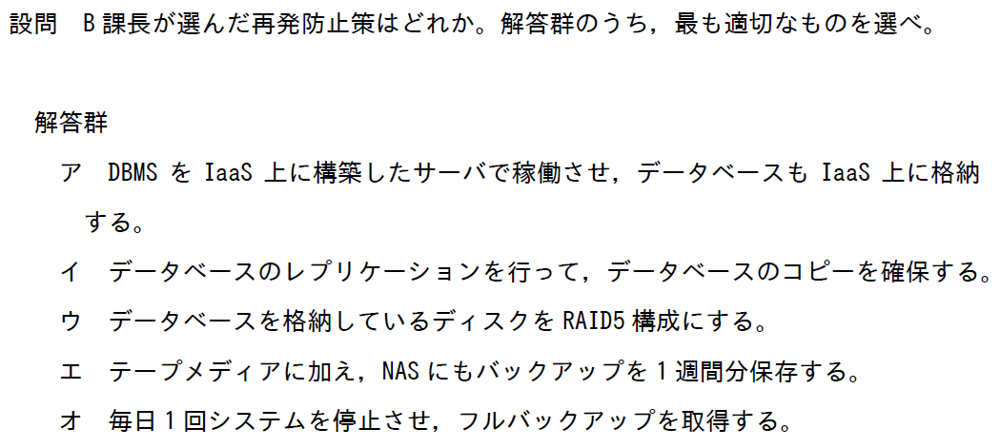 設問　B課長が選んだ再発防止策はどれか。解答群のうち，最も適切なものを選べ。
解答群
ア　DBMS を IaaS 上に構築したサーバで稼働させ，データベースも IaaS 上に格納
する。
イ　データベースのレプリケーションを行って，データベースのコピーを確保する。
ウ　データベースを格納しているディスクを RAID5 構成にする。
エ　テープメディアに加え，NAS にもバックアップを 1 週間分保存する。
オ　毎日 1 回システムを停止させ，フルバックアップを取得する。